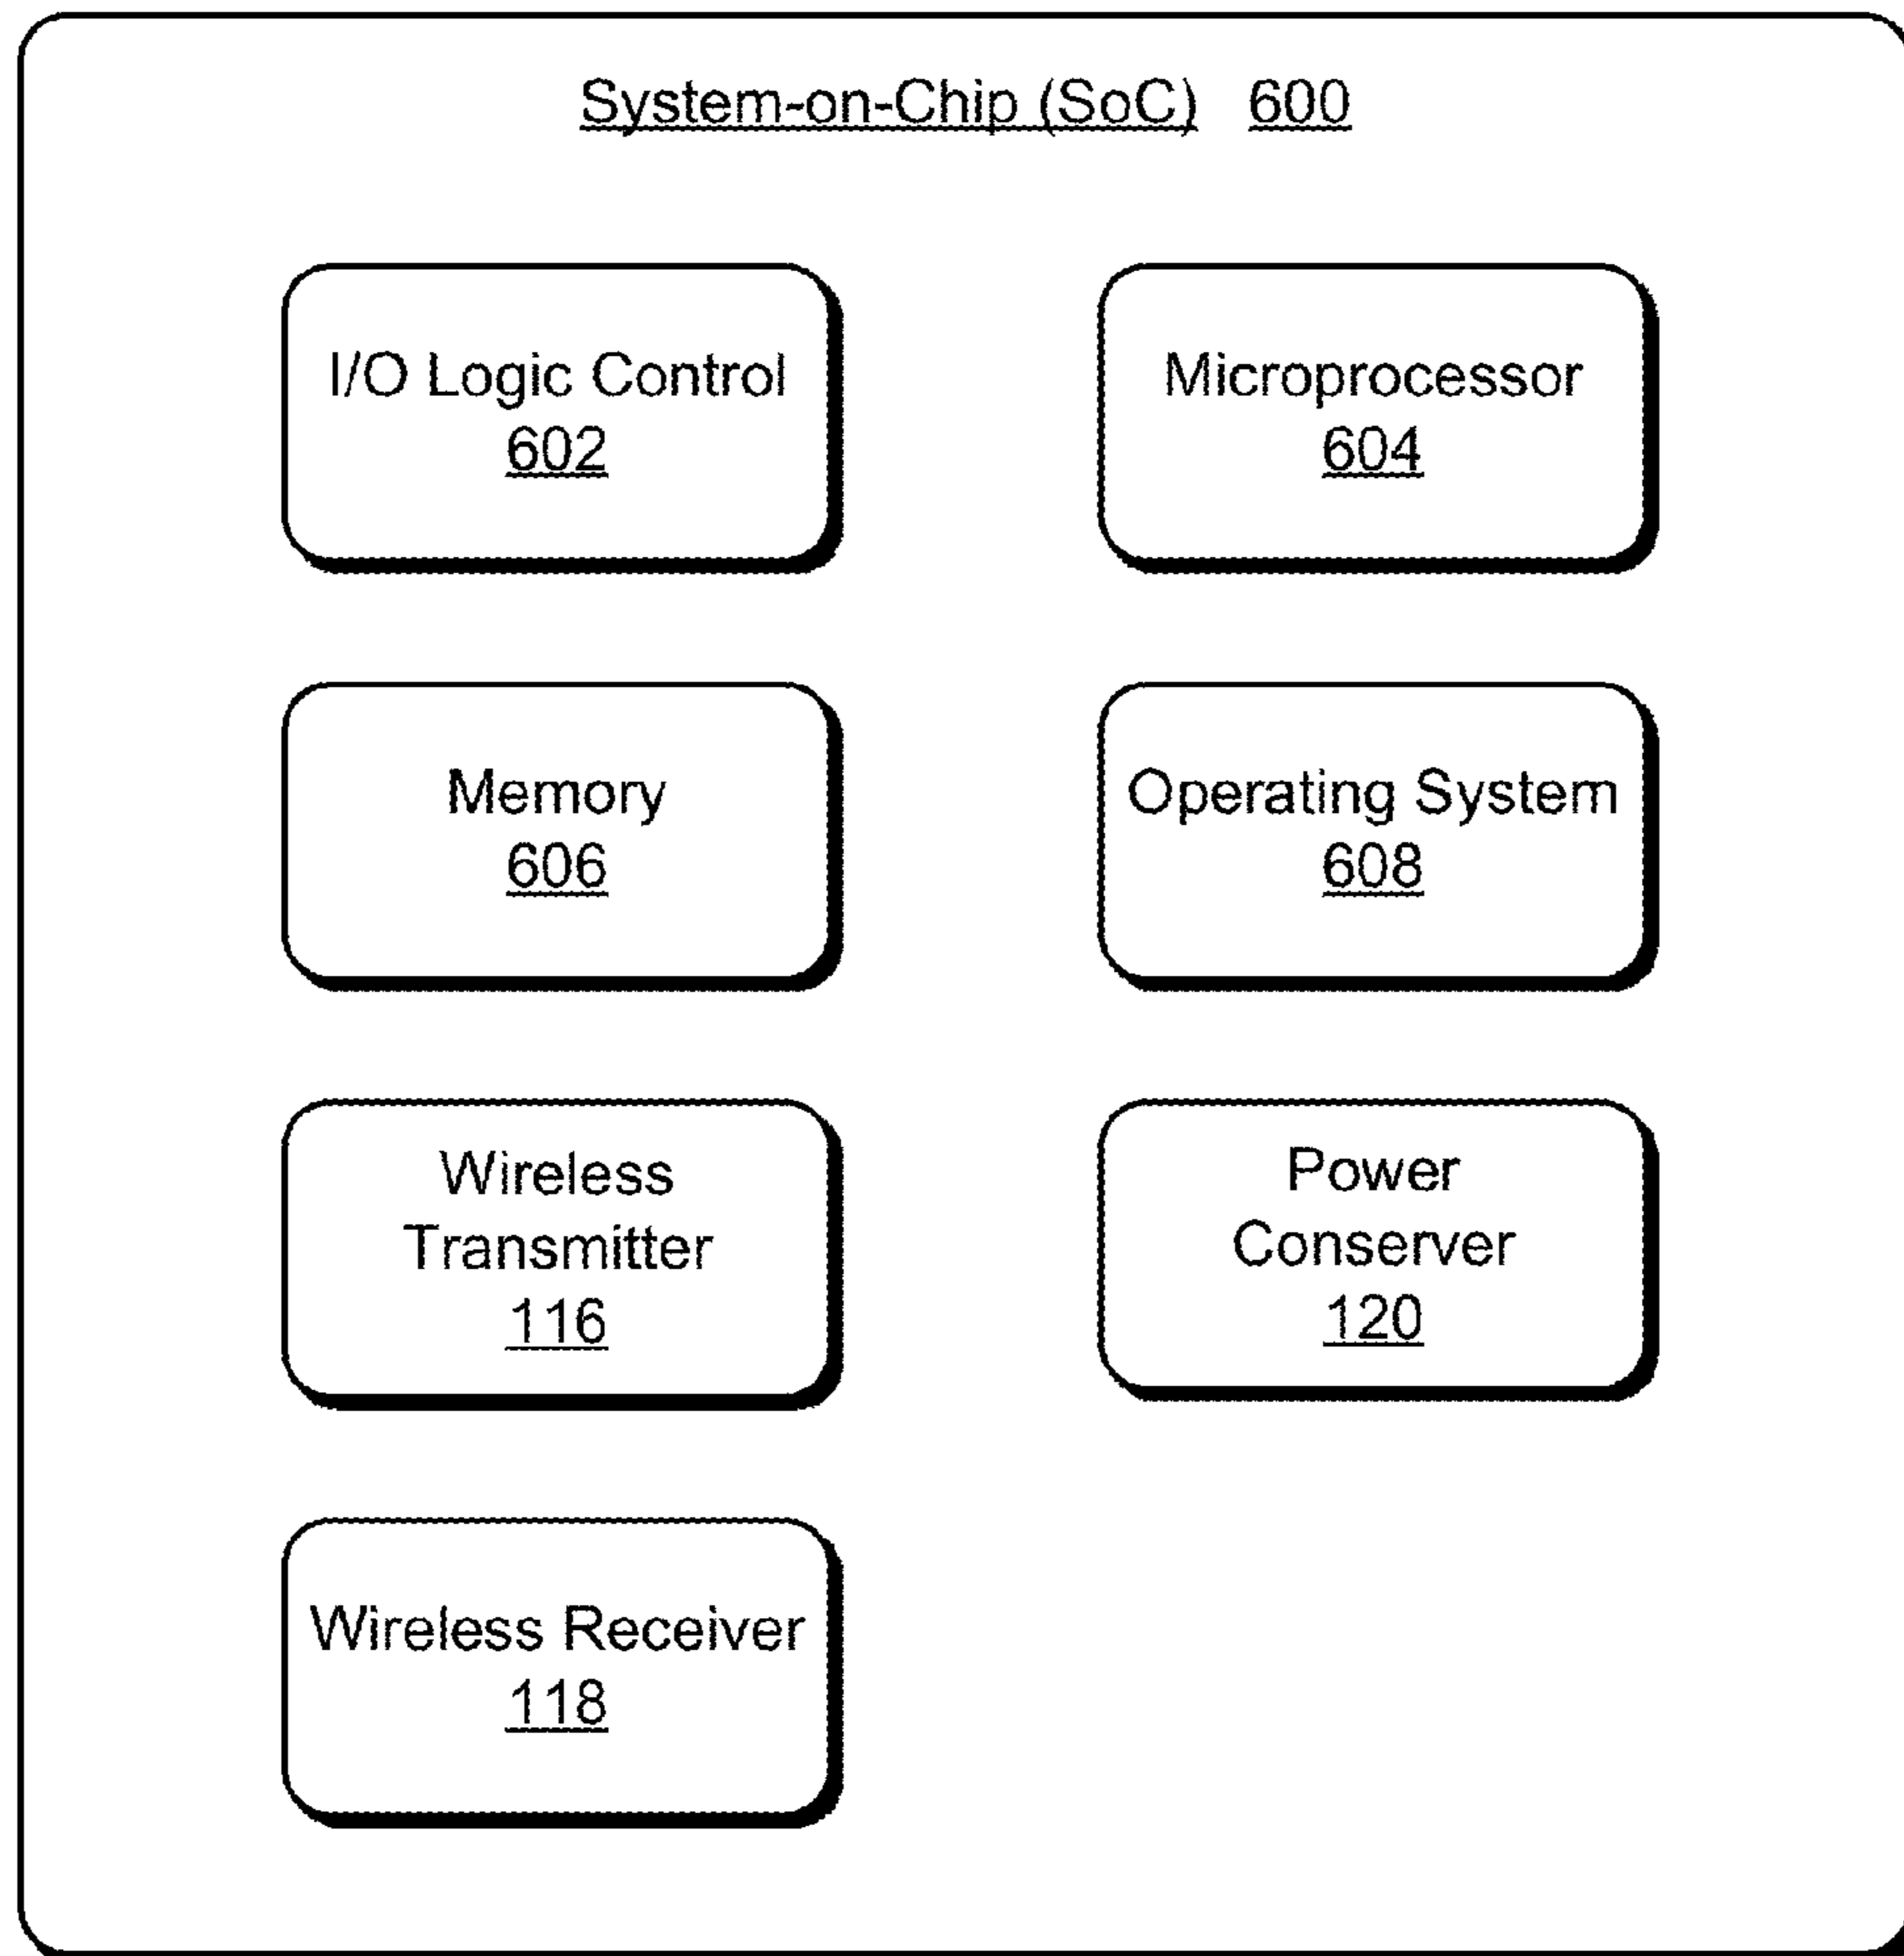 System-on-Chip (SoC) 600
I/O Logic Control
602
Microprocessor
604
Memory
606
Operating System
608
Wireless
Transmitter
116
Power
Conserver
120
Wireless Receiver
118